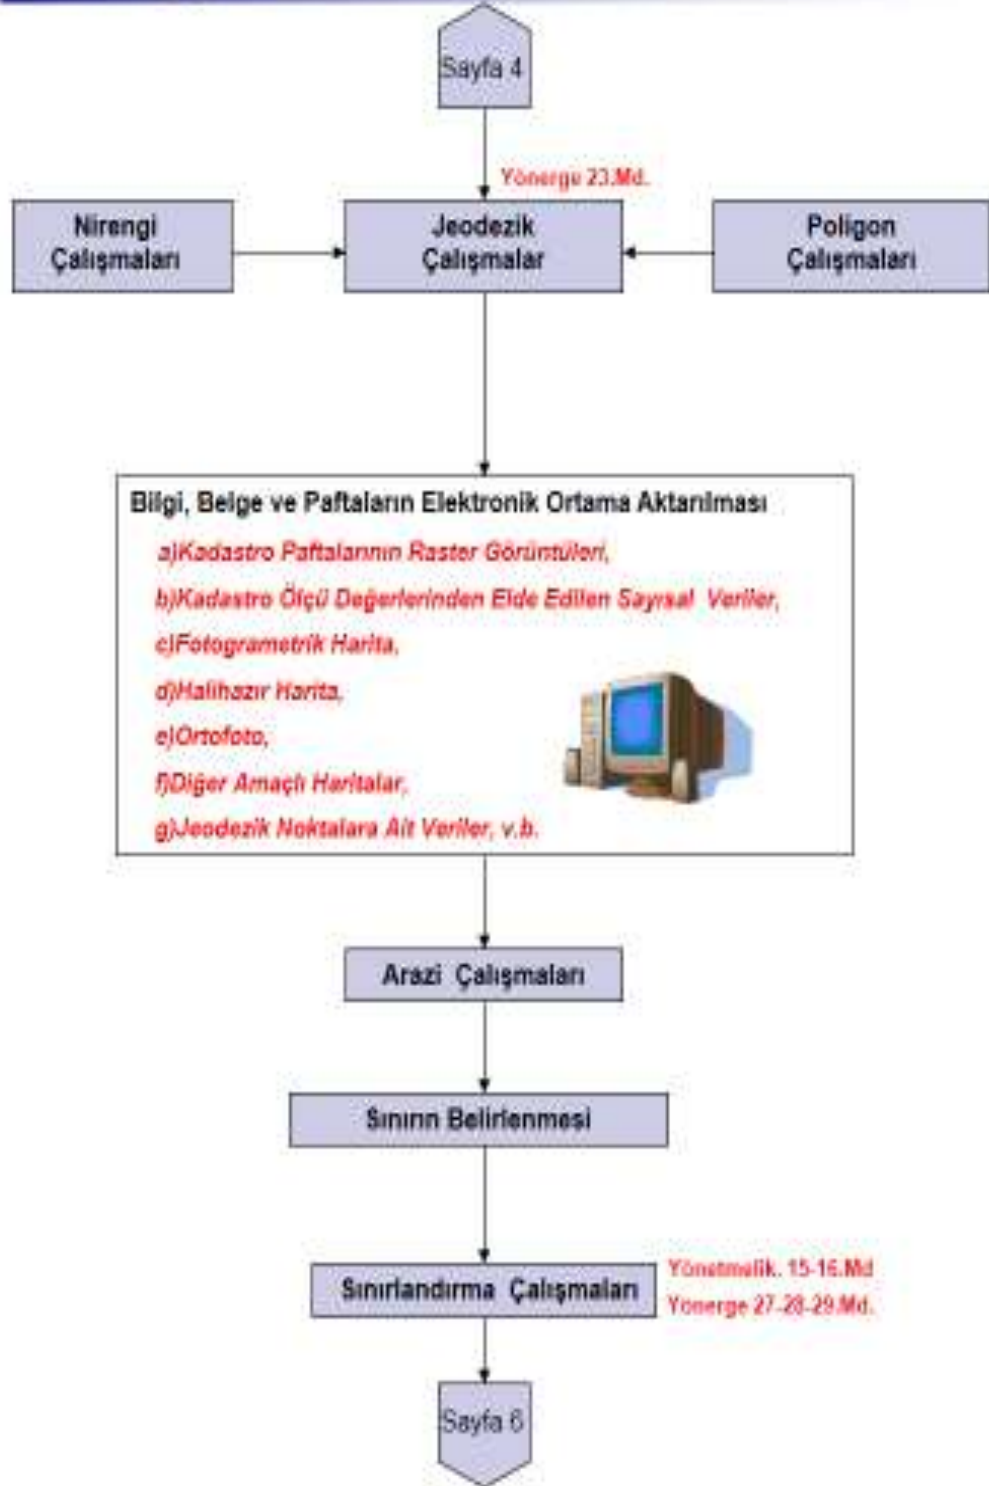 Sayfa 4
Yönerge 23.Md.
Nirengi
Çalışmaları
Jeodezik
Çalışmalar
Poligon
Çalışmaları
Bilgi, Belge ve Paftaların Elektronik Ortama Aktarılması
a)Kadastro Paftalarının Raster Görüntüleri,
b)Kadastro Ölçü Değerlerinden Elde Edilen Sayısal Veriler,
c)Fotogrametrik Harita,
d)Halihazır Harita,
e)Ortofoto,
f)Diğer Amaçlı Haritalar,
g)Jeodezik Noktalara Ait Veriler, v.b.
Arazi Çalışmaları
Sınırın Belirlenmesi
Sınırlandırma Çalışmaları
Yönetmelik. 15-16.Md
Yönerge 27-28-29.Md.
Sayfa 6